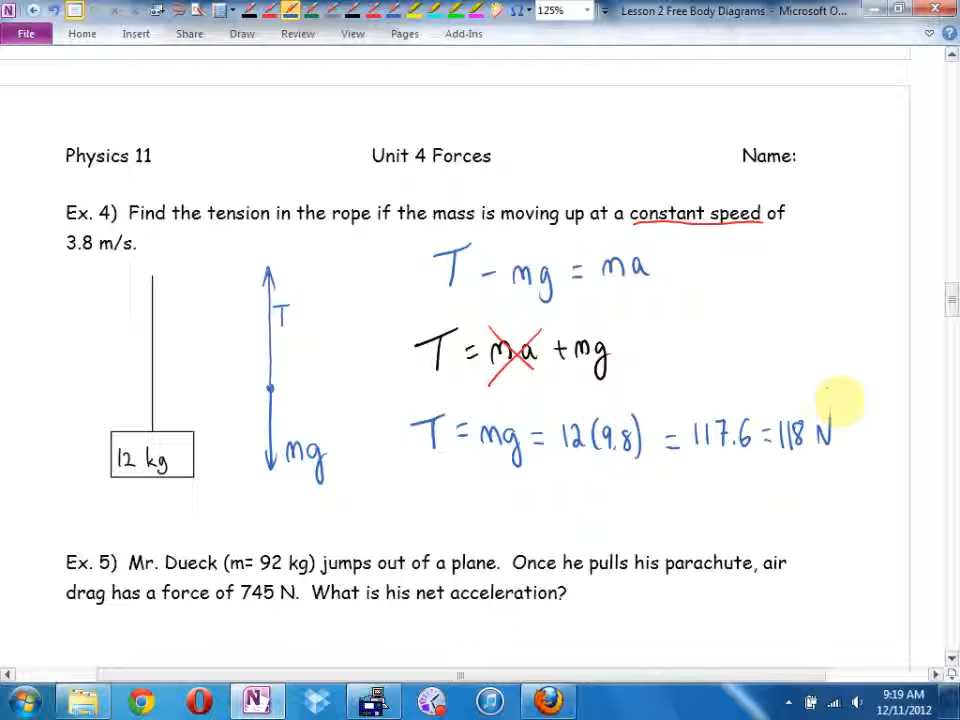 125%
Lesson 2 Free Body Diagrams - Microsoft O...
File Home Insert Share Draw Review View Pages Add-Ins
Physics 11 Unit 4 Forces Name:
Ex. 4) Find the tension in the rope if the mass is moving up at a constant speed of
3.8 m/s.
T - mg = ma
T
T = ma + mg
T = mg = 12(9.8) = 117.6 = 118 N
12 kg
mg
Ex. 5) Mr. Dueck (m= 92 kg) jumps out of a plane. Once he pulls his parachute, air
drag has a force of 745 N. What is his net acceleration?
9:19 AM
12/11/2012